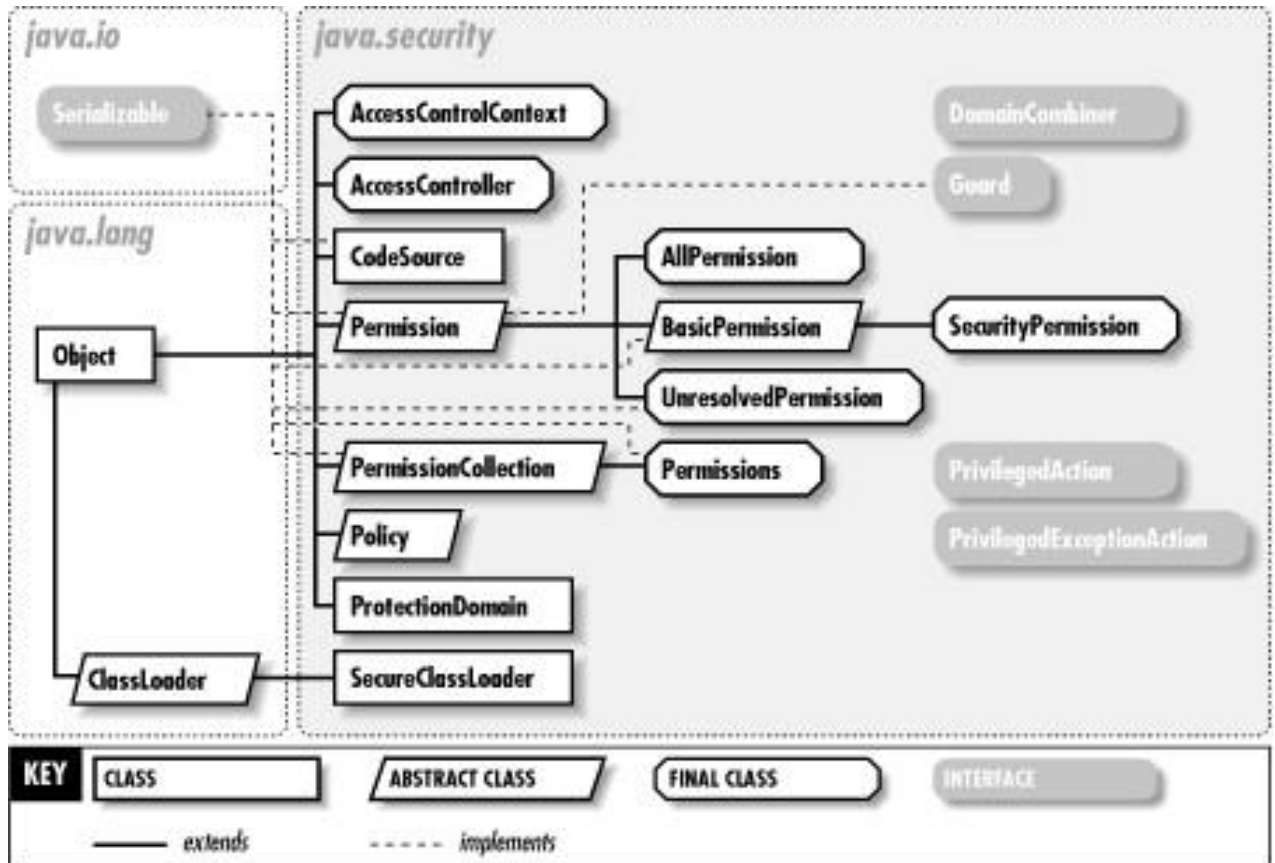 java.io
java.security
Serializable
AccessControlContext
DomainCombiner
AccessController
Guard
java.lang
CodeSource
AllPermission
Permission
BasicPermission
SecurityPermission
Object
UnresolvedPermission
PermissionCollection
Permissions
PrivilegedAction
Policy
PrivilegedExceptionAction
ProtectionDomain
ClassLoader
SecureClassLoader
KEY
CLASS
ABSTRACT CLASS
FINAL CLASS
INTERFACE
extends
implements